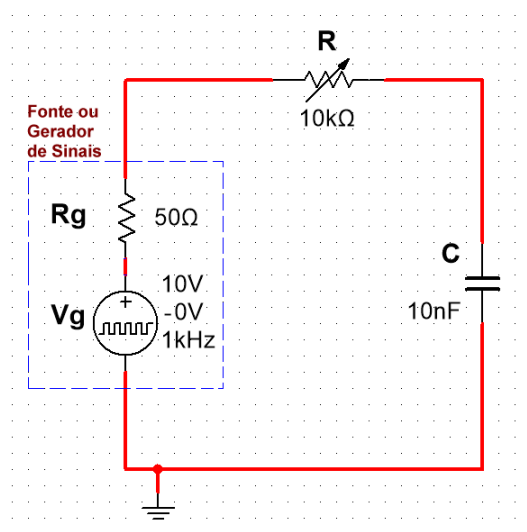 R
10kΩ
Fonte ou
Gerador
de Sinais
Rg
50Ω
Vg
+
10V
-0V
1kHz
C
10nF